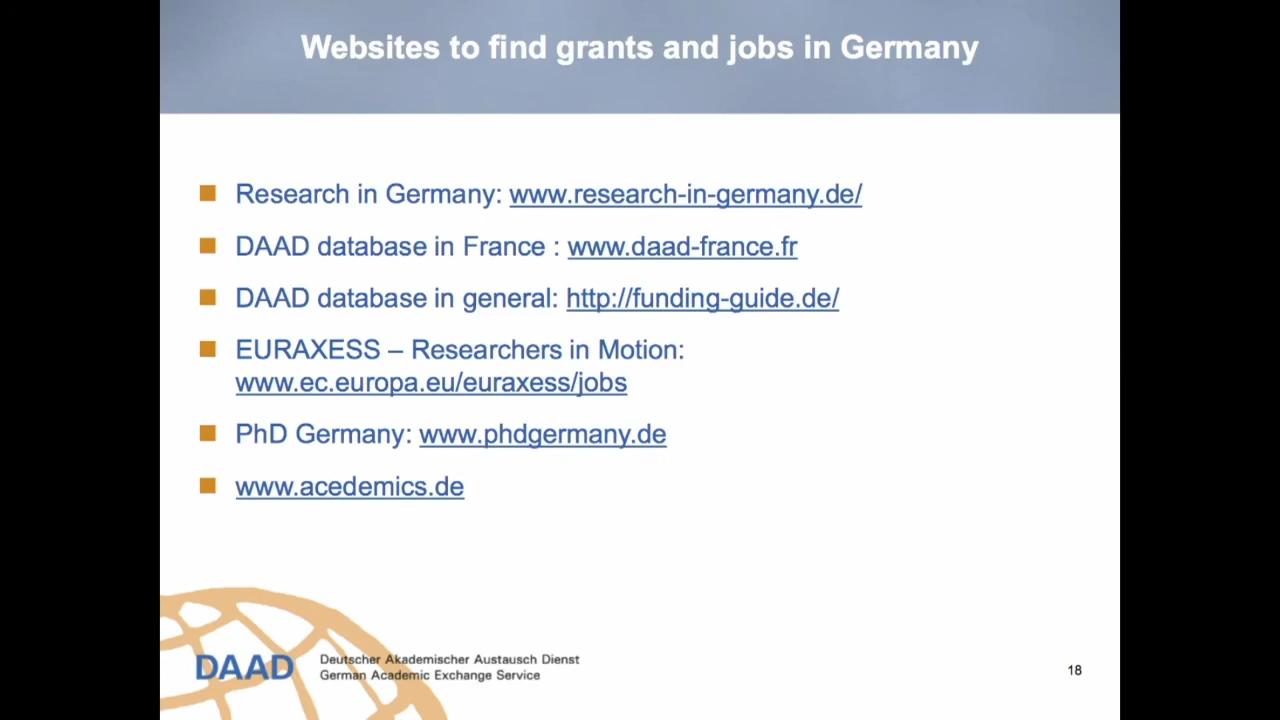 Websites to find grants and jobs in Germany
Research in Germany: www.research-in-germany.de/
DAAD database in France : www.daad-france.fr
DAAD database in general: http://funding-guide.de/
EURAXESS – Researchers in Motion:
www.ec.europa.eu/euraxess/jobs
PhD Germany: www.phdgermany.de
www.acedemics.de
DAAD
Deutscher Akademischer Austausch Dienst
German Academic Exchange Service
18